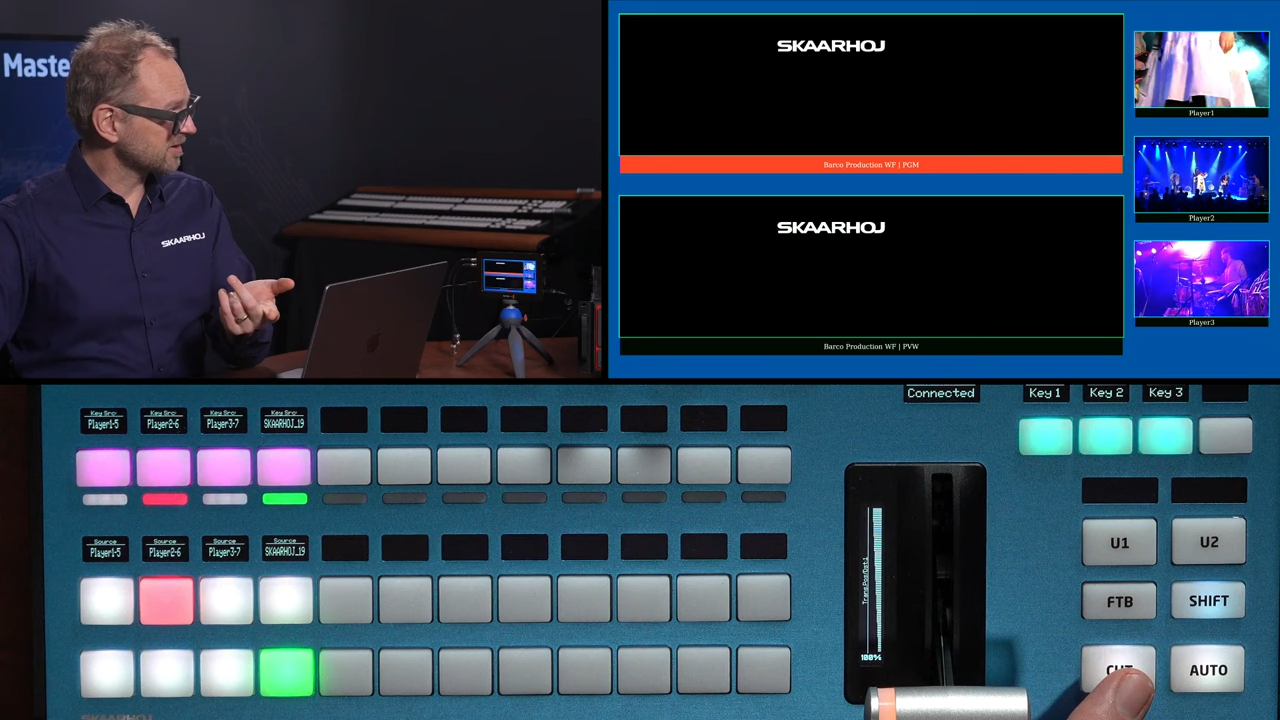 Maste
SKAARHOJ
SKAARHOJ
Barco Production WF | PGM
SKAARHOJ
Barco Production WF | PVW
Player1
Player2
Player3
Connected
Key 1 Key 2 Key 3
Key Src: Key Src: Key Src: Key Src:
Player1-5 Player2-6 Player3-7 SKAARHOJ_19
Source Source Source Source
Player1-5 Player2-6 Player3-7 SKAARHOJ_19
100%
U1 U2
FTB SHIFT
CUT AUTO
SKAARHOJ